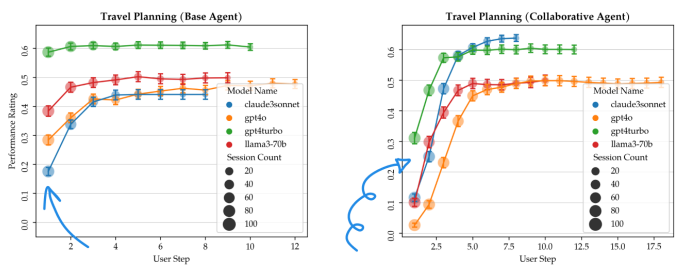 Travel Planning (Base Agent)
Performance Rating
0.6
0.5
0.4
0.3
0.2
0.1
0.0
2
4
6
8
10
12
User Step
Model Name
claude3sonnet
gpt4o
gpt4turbo
llama3-70b
Session Count
20
40
60
80
100
Travel Planning (Collaborative Agent)
0.6
0.5
0.4
0.3
0.2
0.1
0.0
2.5
5.0
7.5
10.0
12.5
15.0
17.5
User Step
Model Name
claude3sonnet
gpt4o
gpt4turbo
llama3-70b
Session Count
20
40
60
80
100